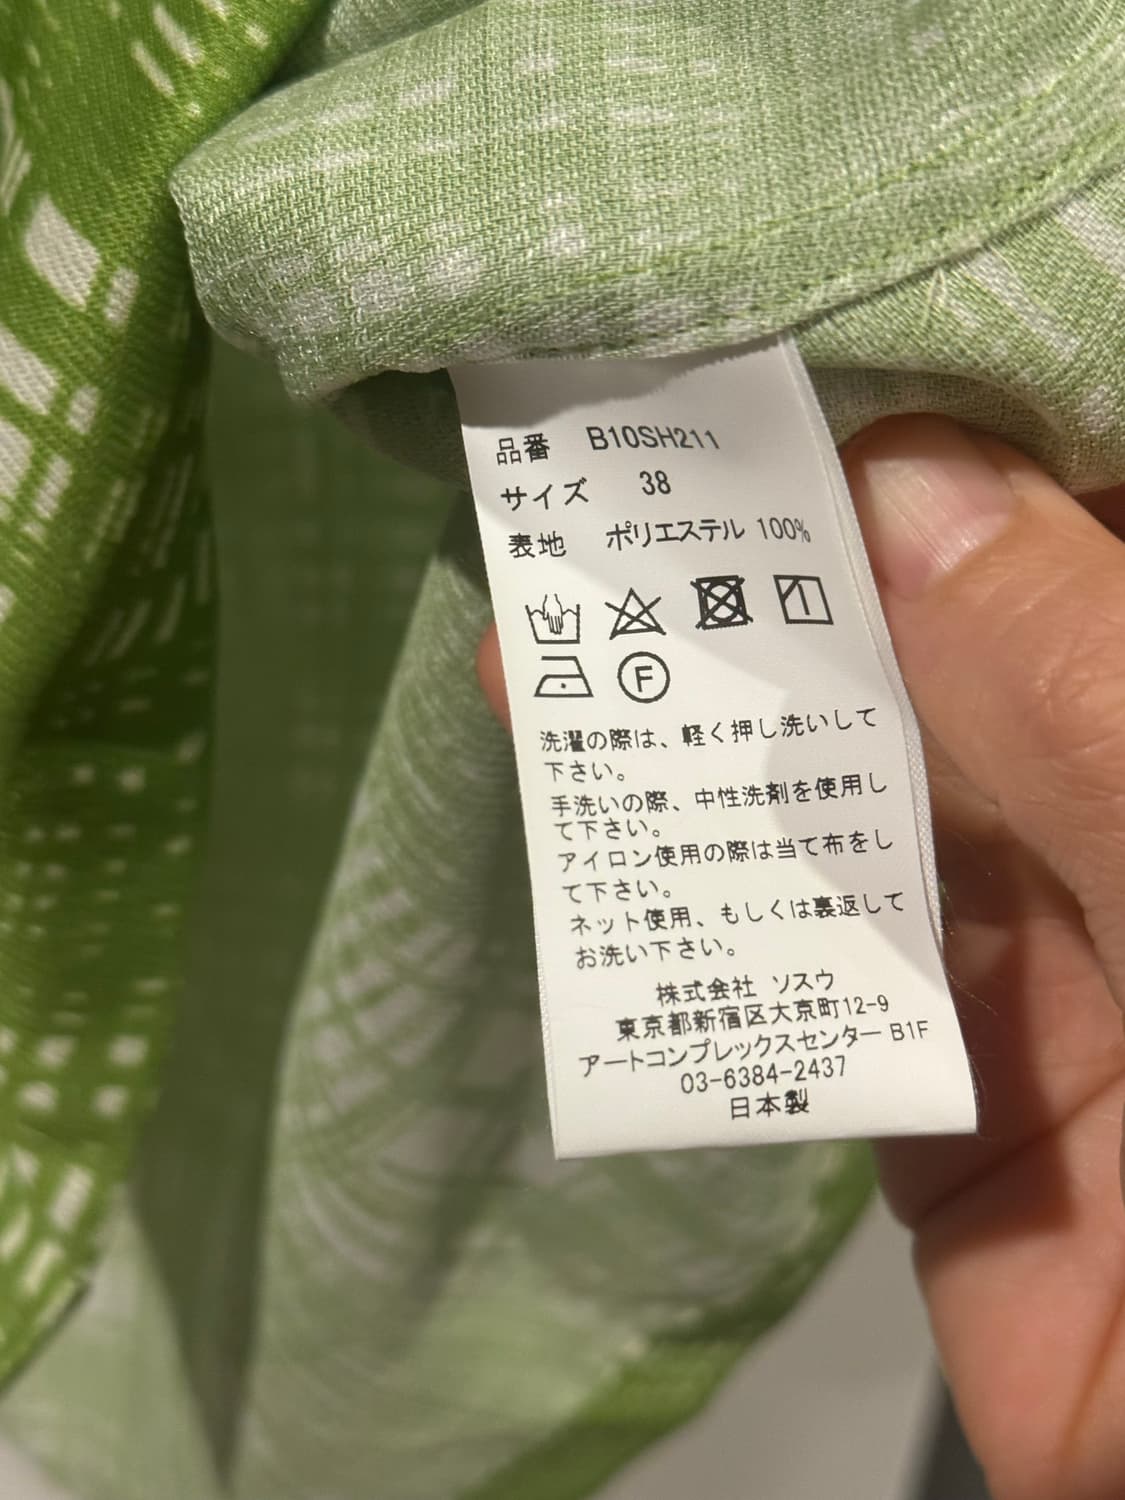 品番 B10SH211
サイズ 38
表地 ポリエステル 100%
F
洗濯の際は、軽く押し洗いして
下さい。
手洗いの際、中性洗剤を使用し
て下さい。
アイロン使用の際は当て布をし
て下さい。
ネット使用、もしくは裏返して
お洗い下さい。
株式会社 ソスウ
東京都新宿区大京町12-9
アートコンプレックスセンター B1F
03-6384-2437
日本製